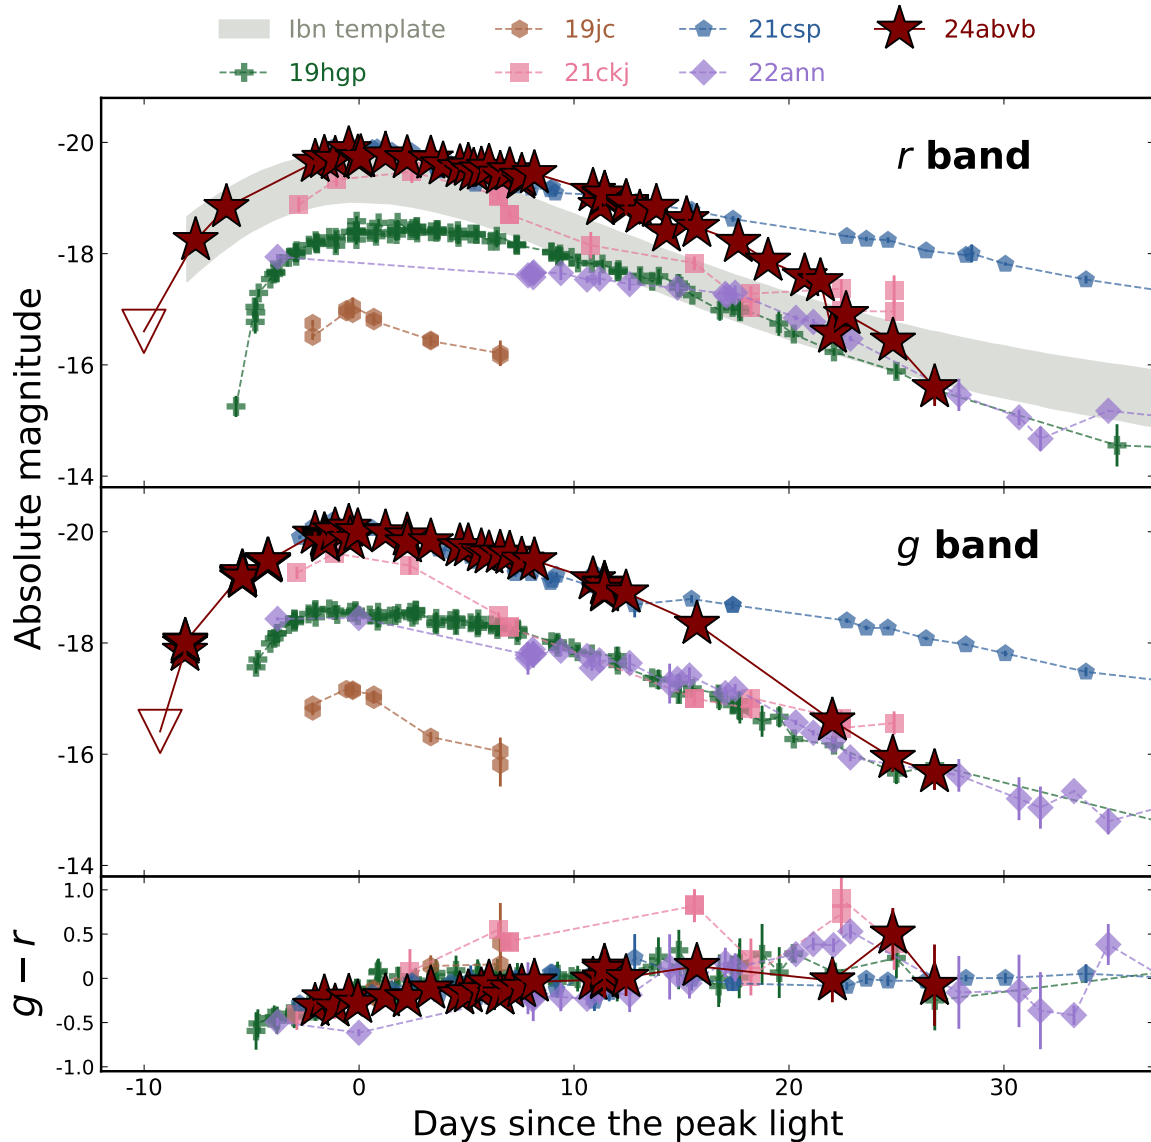 Ibn template 19jc 21csp 24abvb
19hgp 21ckj 22ann
r band
-20
-18
-16
-14
Absolute magnitude
g band
-20
-18
-16
-14
g − r
1.0
0.5
0
-0.5
-1.0
-10 0 10 20 30
Days since the peak light